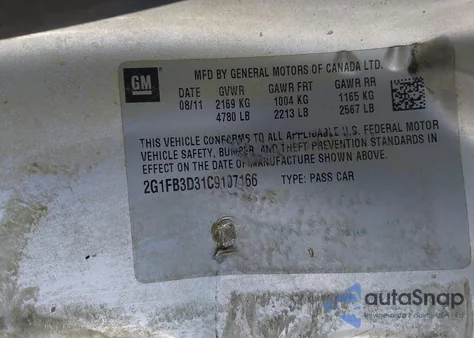 GM
MFD BY GENERAL MOTORS OF CANADA LTD.
DATE GVWR GAWR FRT GAWR RR
08/11 2169 KG 1004 KG 1165 KG
4780 LB 2213 LB 2567 LB
THIS VEHICLE CONFORMS TO ALL APPLICABLE U.S. FEDERAL MOTOR
VEHICLE SAFETY, BUMPER, AND THEFT PREVENTION STANDARDS IN
EFFECT ON THE DATE OF MANUFACTURE SHOWN ABOVE.
2G1FB3D31C9107166 TYPE: PASS CAR
autaSnap